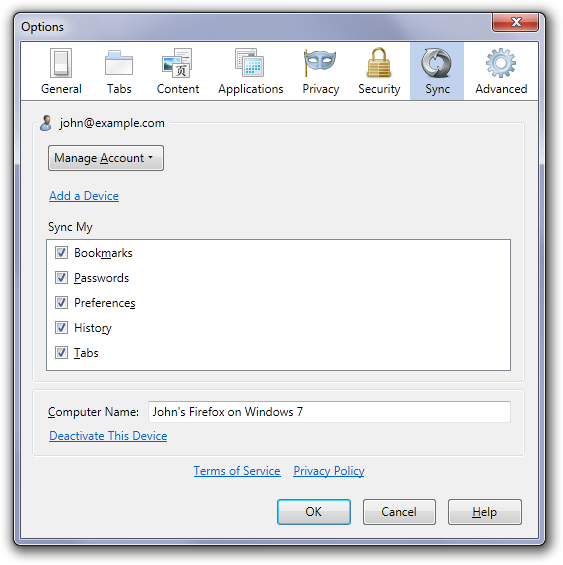 Options
General Tabs Content Applications Privacy Security Sync Advanced
john@example.com
Manage Account
Add a Device
Sync My
Bookmarks
Passwords
Preferences
History
Tabs
Computer Name: John's Firefox on Windows 7
Deactivate This Device
Terms of Service Privacy Policy
OK Cancel Help